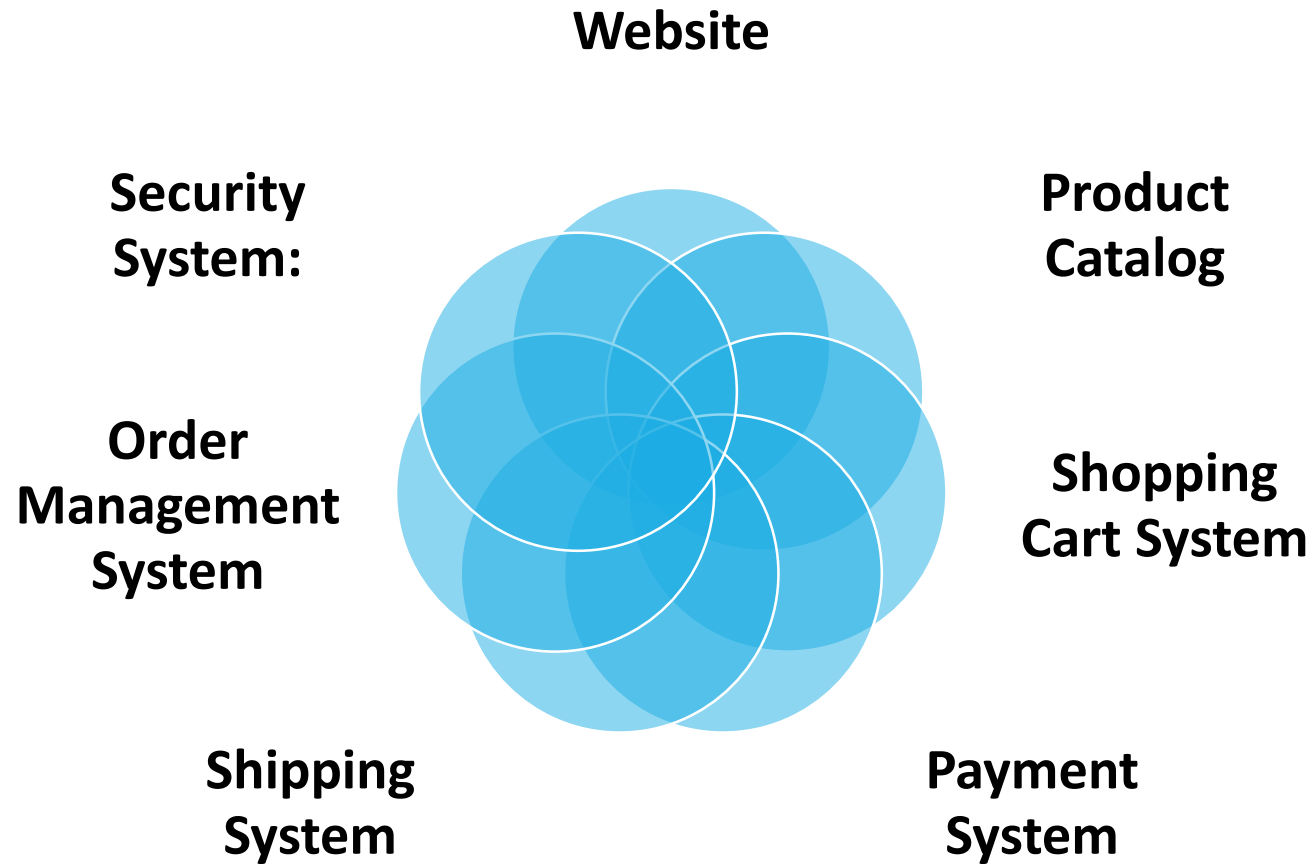 Website
Product
Catalog
Shopping
Cart System
Payment
System
Shipping
System
Order
Management
System
Security
System: